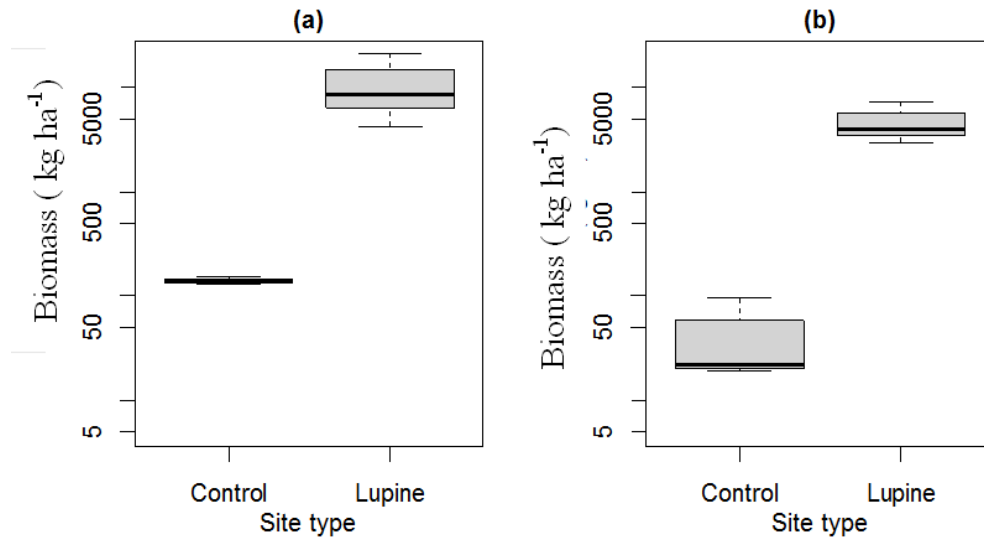 (a)
Biomass ( kg ha⁻¹)
5000
500
50
5
Control Lupine
Site type
(b)
Biomass ( kg ha⁻¹)
5000
500
50
5
Control Lupine
Site type